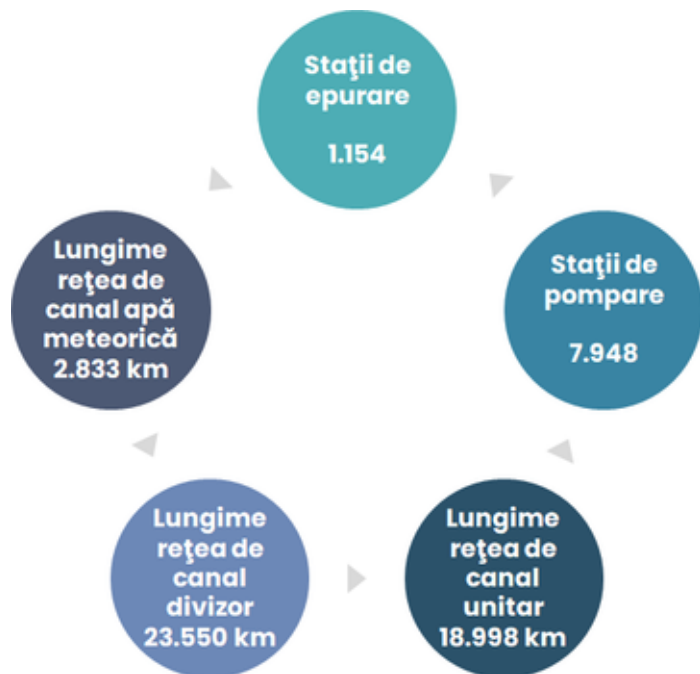 Staţii de
epurare
1.154
Staţii de
pompare
7.948
Lungime
reţea de
canal
unitar
18.998 km
Lungime
reţea de
canal
divizor
23.550 km
Lungime
reţea de
canal apă
meteorică
2.833 km